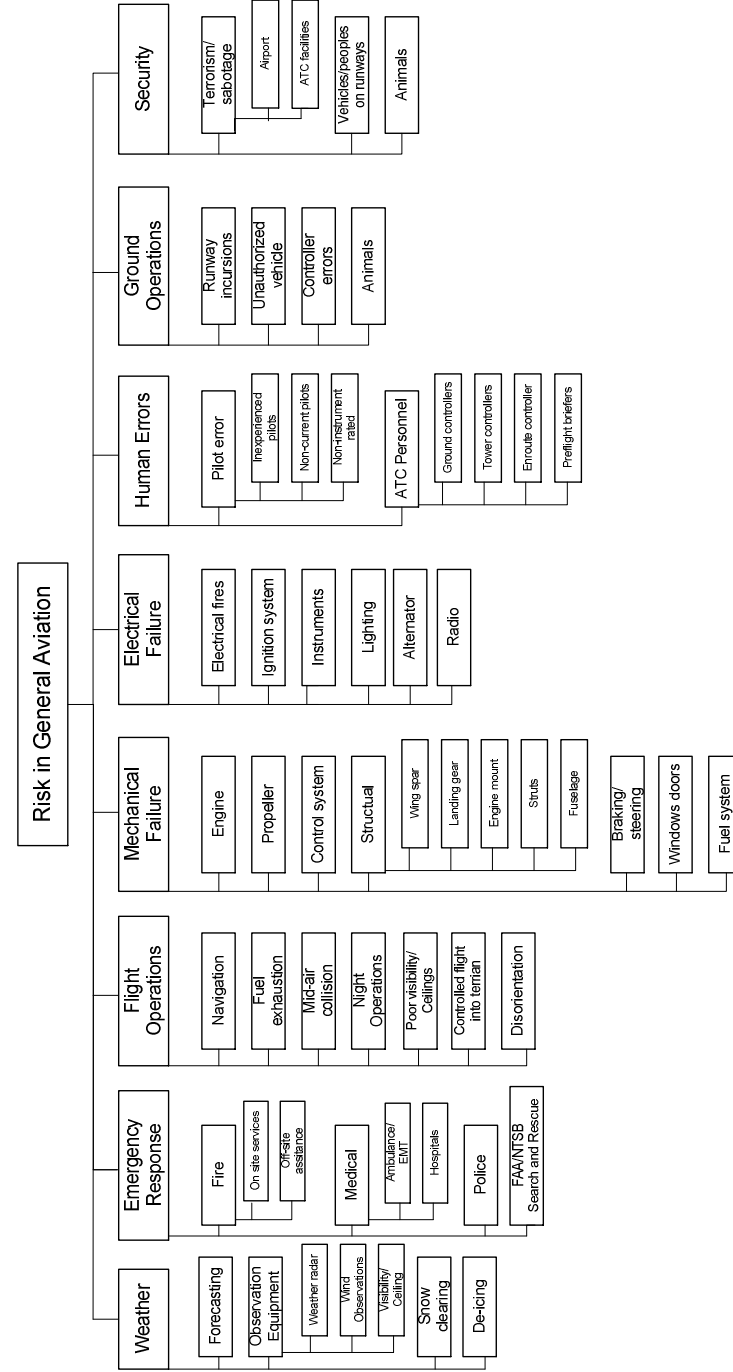 Risk in General Aviation
Weather
Forecasting
Observation
Equipment
Weather radar
Wind
Observations
Visibility/
Ceiling
Snow
clearing
De-icing
Emergency
Response
Fire
On site services
Off-site
assitance
Medical
Ambulance/
EMT
Hospitals
Police
FAA/NTSB
Search and Rescue
Flight
Operations
Navigation
Fuel
exhaustion
Mid-air
collision
Night
Operations
Poor visibility/
Ceilings
Controlled flight
into terrian
Disorientation
Mechanical
Failure
Engine
Propeller
Control system
Structual
Wing spar
Landing gear
Engine mount
Struts
Fuselage
Braking/
steering
Windows doors
Fuel system
Electrical
Failure
Electrical fires
Ignition system
Instruments
Lighting
Alternator
Radio
Human Errors
Pilot error
Inexperienced
pilots
Non-current pilots
Non-instrument
rated
ATC Personnel
Ground controllers
Tower controllers
Enroute controller
Preflight briefers
Ground
Operations
Runway
incursions
Unauthorized
vehicle
Controller
errors
Animals
Security
Terrorism/
sabotage
Airport
ATC facilities
Vehicles/peoples
on runways
Animals